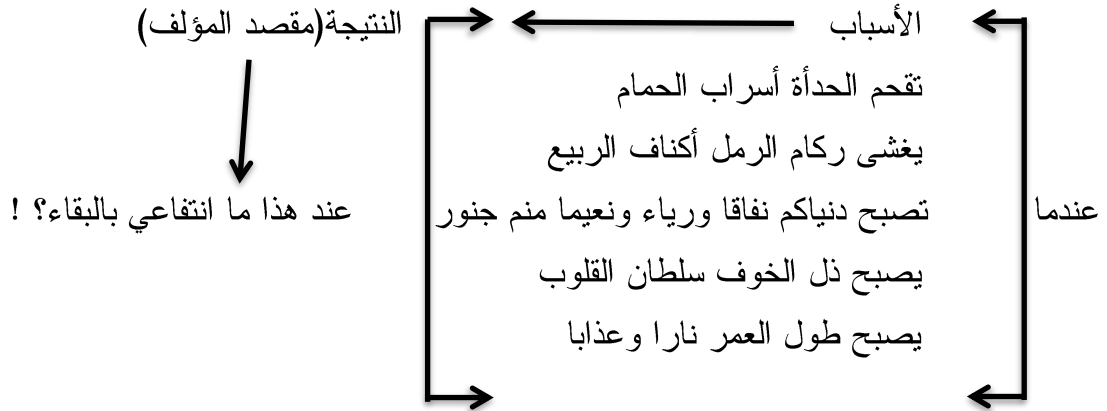 الأسباب النتيجة(مقصد المؤلف)
تقحم الحدأة أسراب الحمام
يغشى ركام الرمل أكناف الربيع
عندما تصبح دنياكم نفاقا ورياء ونعيما منم جنور عند هذا ما انتفاعي بالبقاء؟ !
يصبح ذل الخوف سلطان القلوب
يصبح طول العمر نارا وعذابا